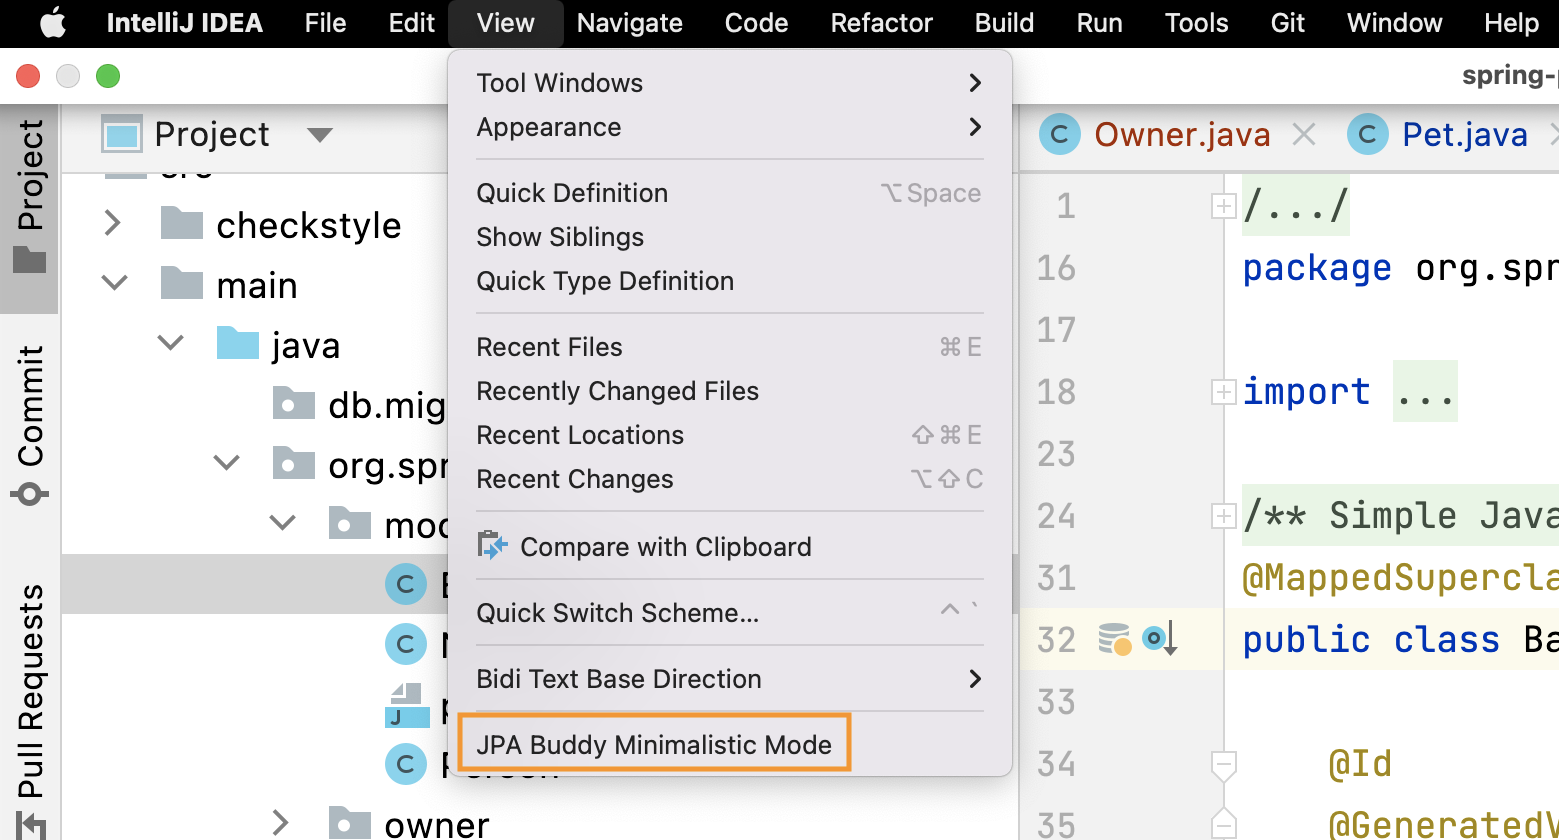 IntelliJ IDEA File Edit View Navigate Code Refactor Build Run Tools Git Window Help
spring-
Project
Commit
Pull Requests
Project
checkstyle
main
java
db.mig
org.spr
mod
owner
Tool Windows
Appearance
Quick Definition ⌥Space
Show Siblings
Quick Type Definition
Recent Files ⌘E
Recently Changed Files
Recent Locations ⇧⌘E
Recent Changes ⌥⇧C
Compare with Clipboard
Quick Switch Scheme... ^`
Bidi Text Base Direction
JPA Buddy Minimalistic Mode
C Owner.java C Pet.java
1 /.../
16 package org.spr
17
18 import ...
23
24 /** Simple Java
31 @MappedSupercla
32 public class Ba
33
34 @Id
35 @GeneratedV